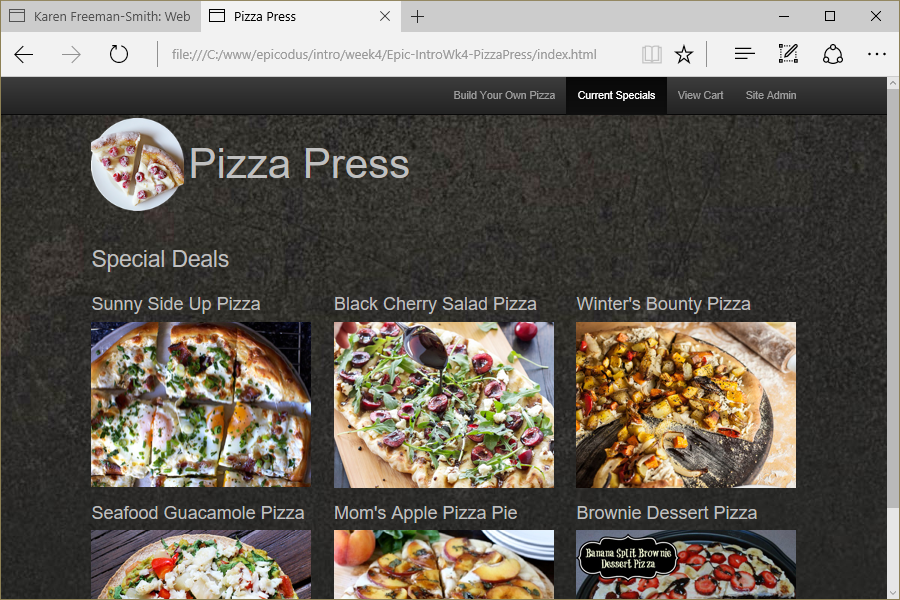 Karen Freeman-Smith: Web
Pizza Press
file:///C:/www/epicodus/intro/week4/Epic-IntroWk4-PizzaPress/index.html
Build Your Own Pizza Current Specials View Cart Site Admin
Pizza Press
Special Deals
Sunny Side Up Pizza
Black Cherry Salad Pizza
Winter's Bounty Pizza
Seafood Guacamole Pizza
Mom's Apple Pizza Pie
Brownie Dessert Pizza
Banana Split Brownie
Dessert Pizza